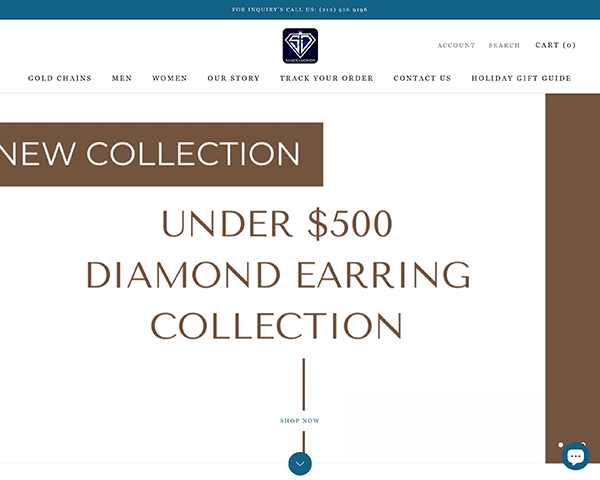 FOR INQUIRY'S CALL US: (212) 926 9196
ACCOUNT
SEARCH
CART (0)
GOLD CHAINS
MEN
WOMEN
OUR STORY
TRACK YOUR ORDER
CONTACT US
HOLIDAY GIFT GUIDE
NEW COLLECTION
UNDER $500
DIAMOND EARRING
COLLECTION
SHOP NOW